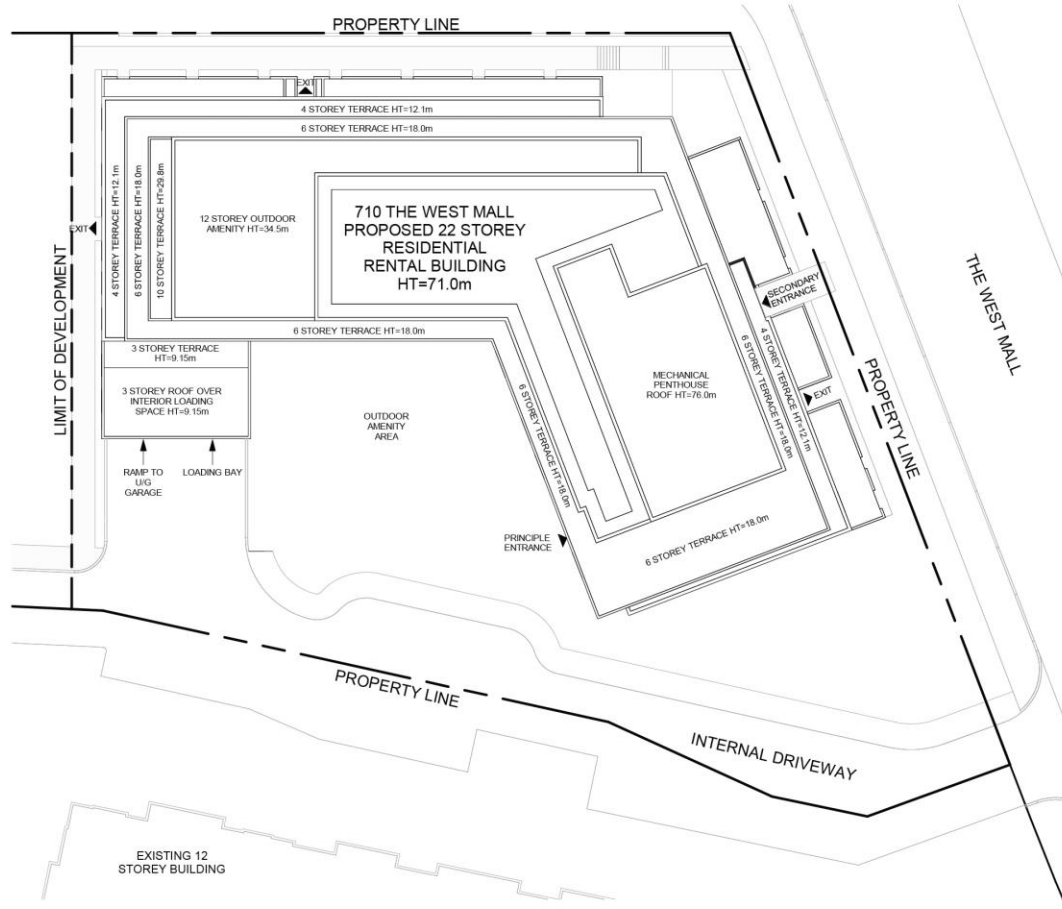 PROPERTY LINE
EXIT
4 STOREY TERRACE HT=12.1m
6 STOREY TERRACE HT=18.0m
4 STOREY TERRACE HT=12.1m
6 STOREY TERRACE HT=18.0m
10 STOREY TERRACE HT=29.8m
12 STOREY OUTDOOR
AMENITY HT=34.5m
710 THE WEST MALL
PROPOSED 22 STOREY
RESIDENTIAL
RENTAL BUILDING
HT=71.0m
EXIT
LIMIT OF DEVELOPMENT
SECONDARY
ENTRANCE
THE WEST MALL
6 STOREY TERRACE HT=18.0m
3 STOREY TERRACE
HT=9.15m
3 STOREY ROOF OVER
INTERIOR LOADING
SPACE HT=9.15m
OUTDOOR
AMENITY
AREA
6 STOREY TERRACE HT=18.0m
MECHANICAL
PENTHOUSE
ROOF HT=76.0m
6 STOREY TERRACE HT=18.0m
4 STOREY TERRACE HT=12.1m
EXIT
PROPERTY LINE
RAMP TO
U/G
GARAGE
LOADING BAY
PRINCIPLE
ENTRANCE
6 STOREY TERRACE HT=18.0m
PROPERTY LINE
INTERNAL DRIVEWAY
EXISTING 12
STOREY BUILDING